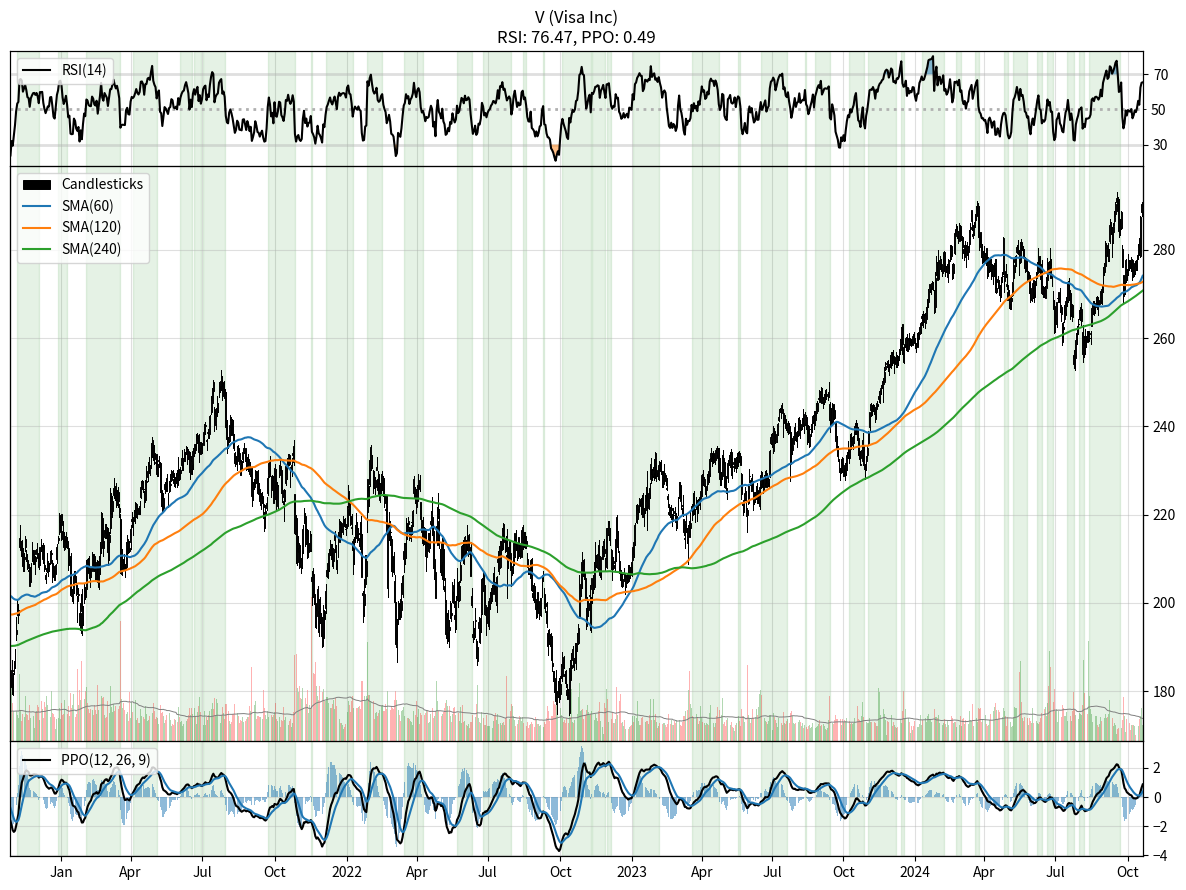 V (Visa Inc)
RSI: 76.47, PPO: 0.49
RSI(14)
70
50
30
Candlesticks
SMA(60)
SMA(120)
SMA(240)
280
260
240
220
200
180
PPO(12, 26, 9)
2
0
−2
−4
Jan Apr Jul Oct 2022 Apr Jul Oct 2023 Apr Jul Oct 2024 Apr Jul Oct